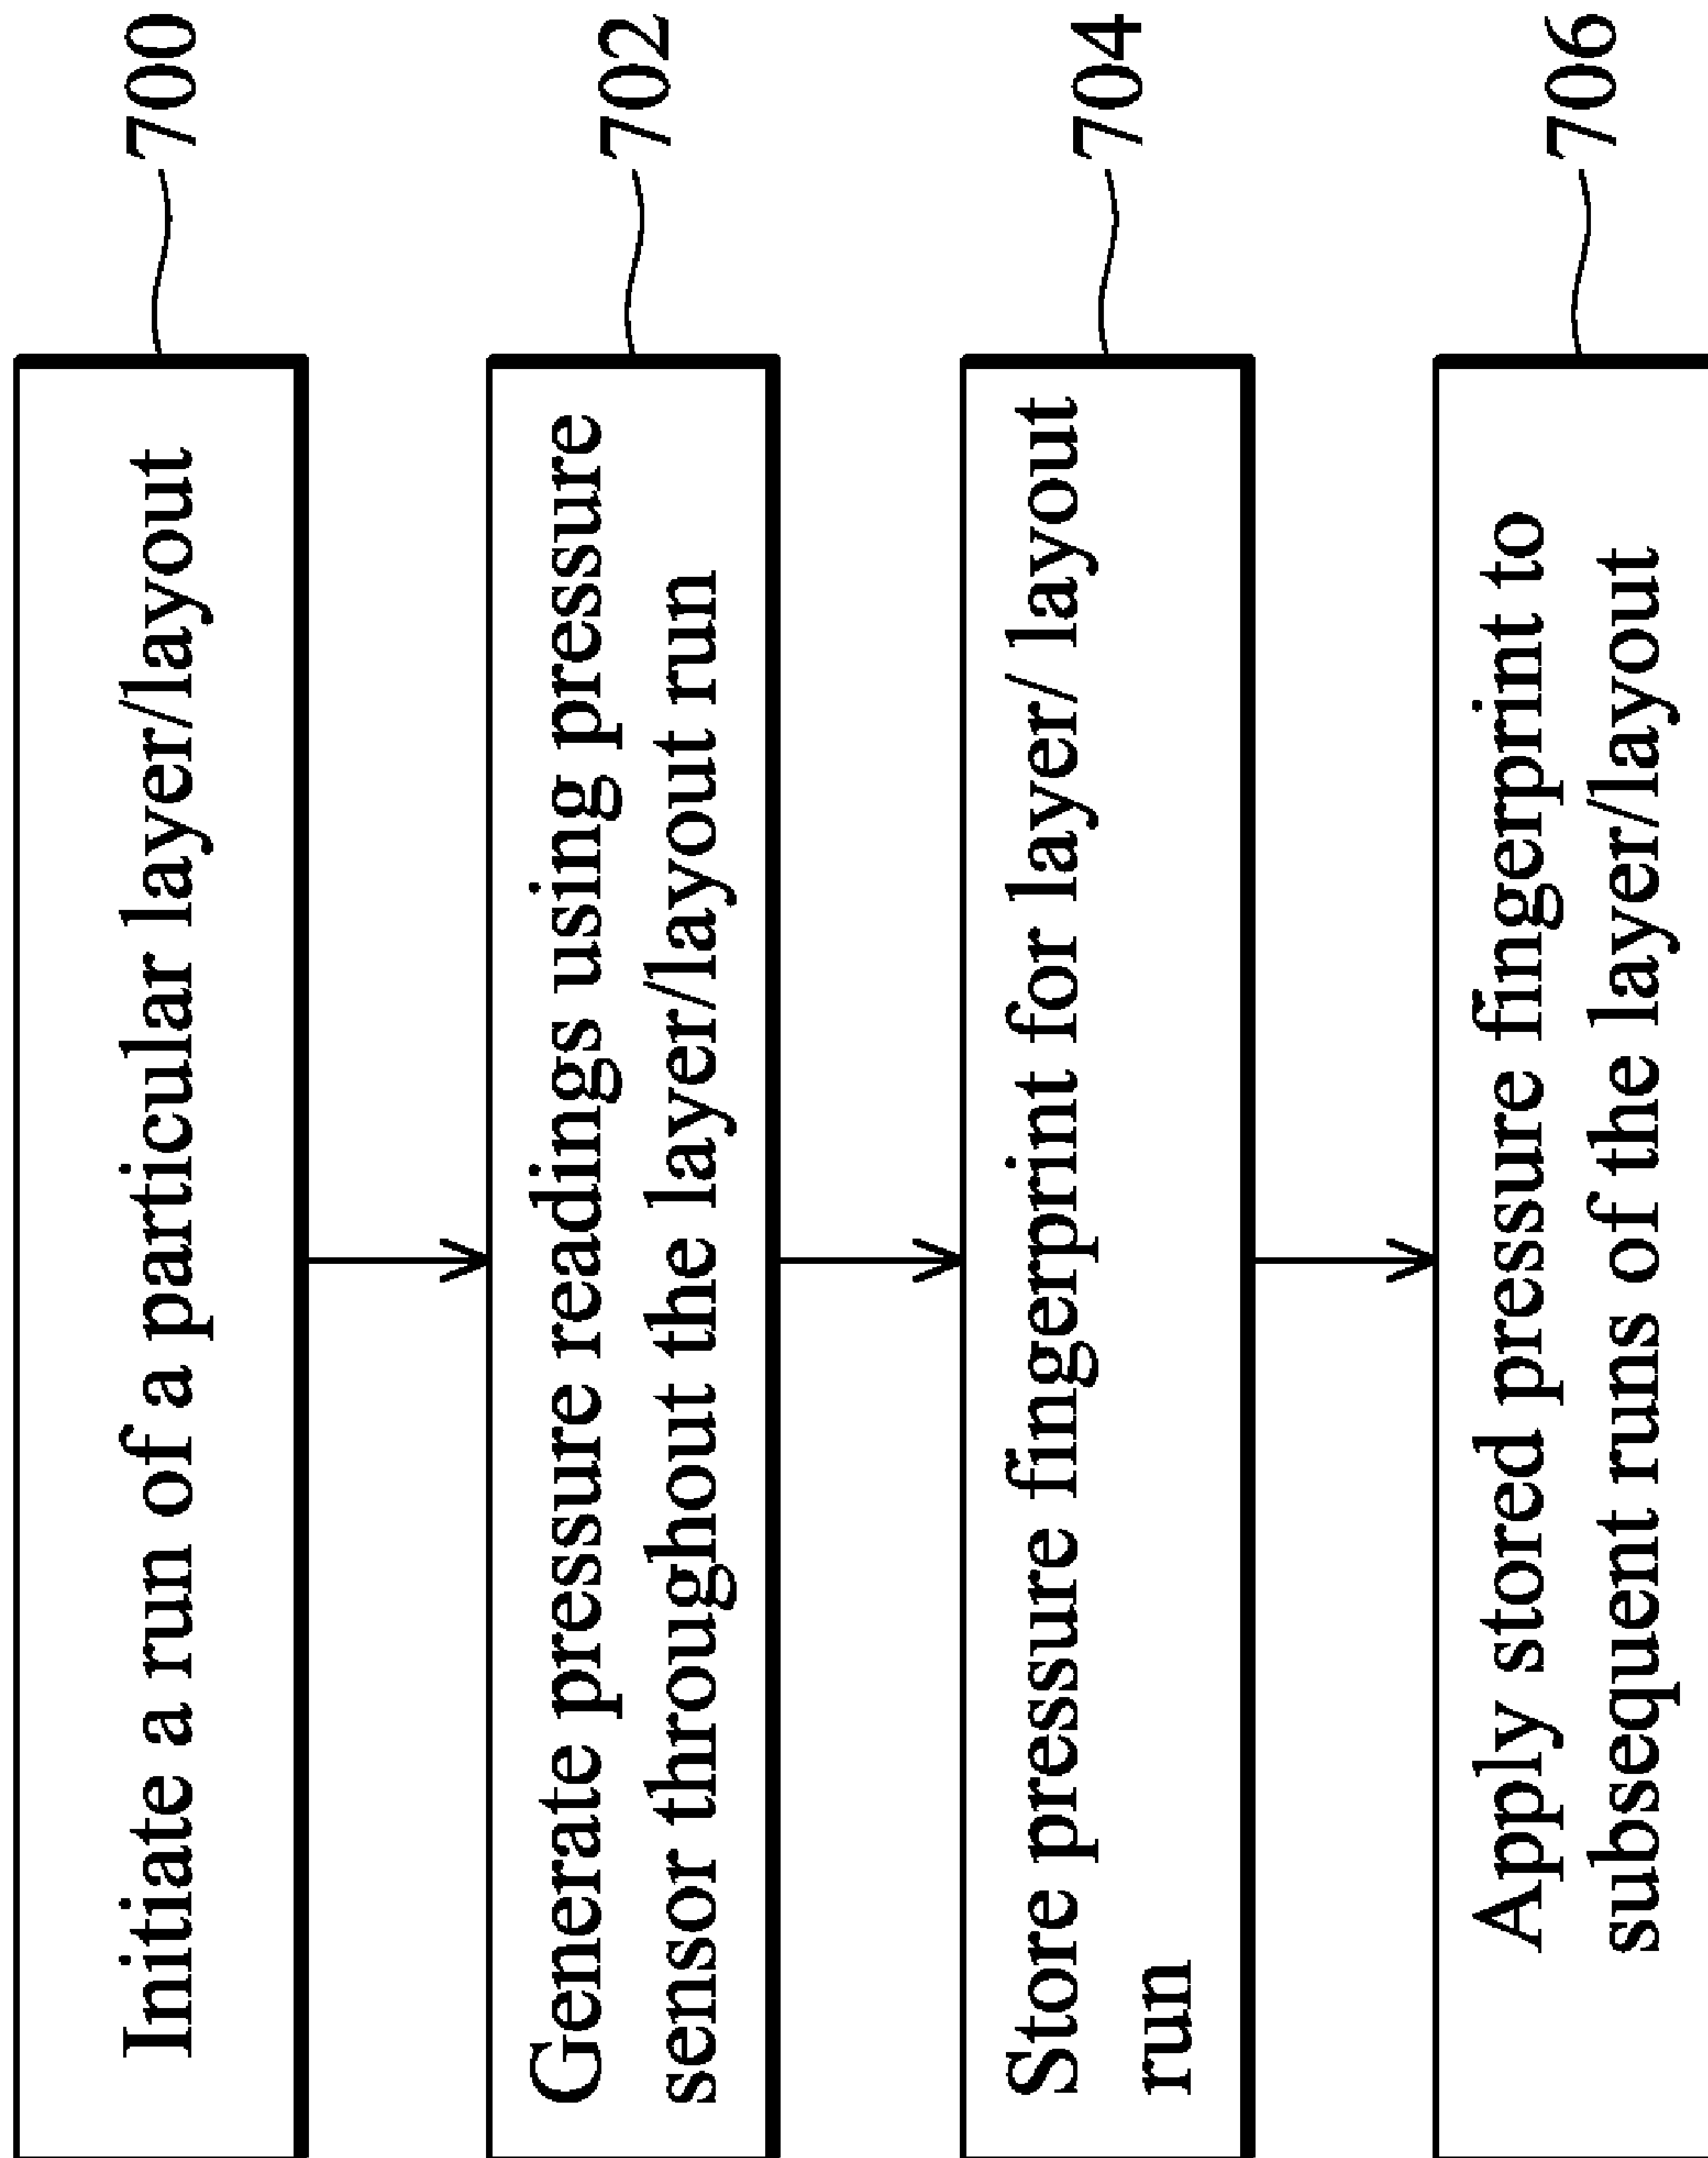 Initiate a run of a particular layer/layout
700
Generate pressure readings using pressure
sensor throughout the layer/layout run
702
Store pressure fingerprint for layer/ layout
run
704
Apply stored pressure fingerprint to
subsequent runs of the layer/layout
706